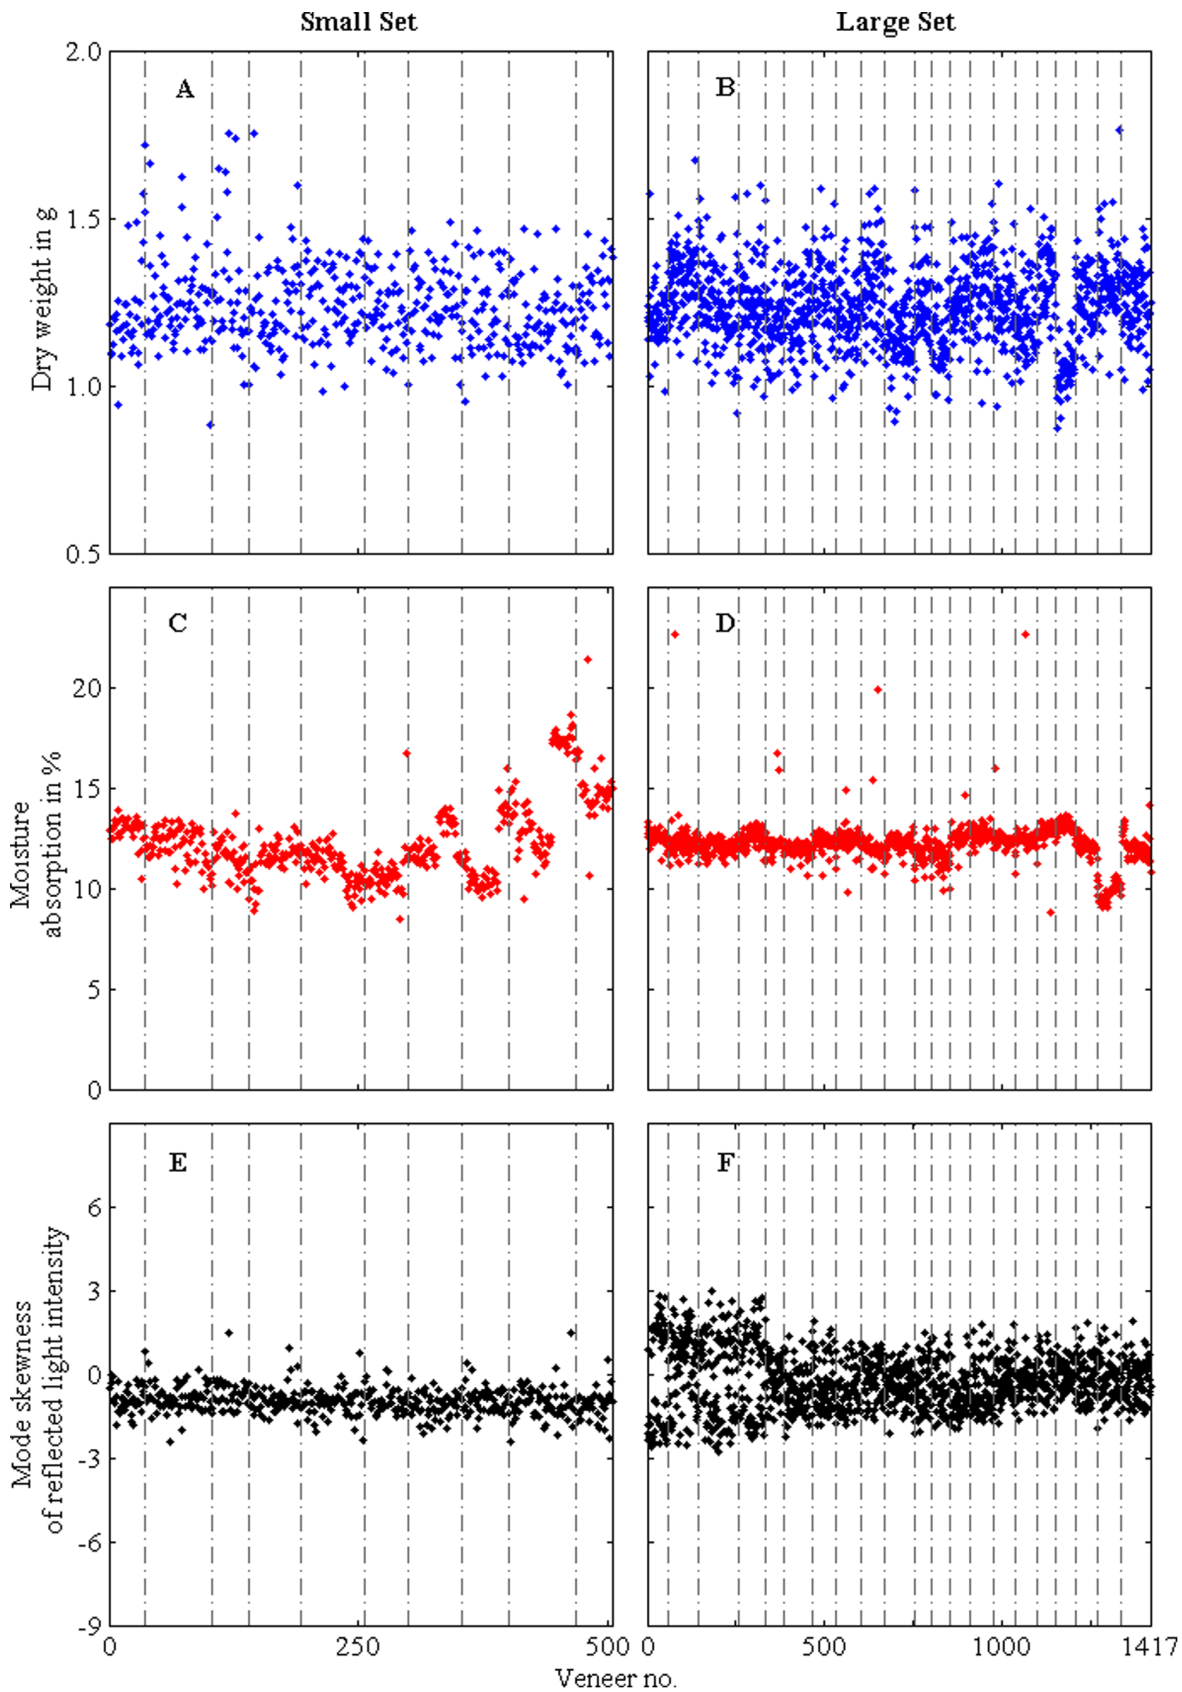 Small Set
Large Set
2.0
1.5
1.0
0.5
Dry weight in g
A
B
20
15
10
5
0
Moisture
absorption in %
C
D
6
3
0
-3
-6
-9
Mode skewness
of reflected light intensity
E
F
0 250 500 0 500 1000 1417
Veneer no.